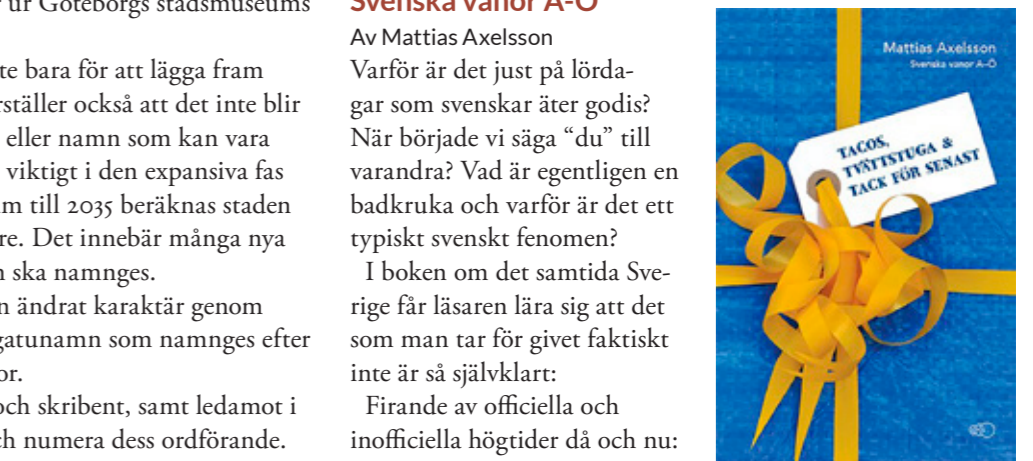 ur Göteborgs stadsmuseums
bara för att lägga fram
också att det inte blir
eller namn som kan vara
viktigt i den expansiva fas
till 2035 beräknas staden
Det innebär många nya
ska namnges.
ändrat karaktär genom
gatunamn som namnges efter
och skribent, samt ledamot i
numera dess ordförande.
Svenska vanor A-Ö
Av Mattias Axelsson
Varför är det just på lörda-
gar som svenskar äter godis?
När började vi säga “du” till
varandra? Vad är egentligen en
badkruka och varför är det ett
typiskt svenskt fenomen?
I boken om det samtida Sve-
rige får läsaren lära sig att det
som man tar för givet faktiskt
inte är så självklart:
Firande av officiella och
inofficiella högtider då och nu:
Mattias Axelsson
Svenska vanor A-Ö
TACOS,
TVÄTTSTUGA &
TACK FÖR SENAST